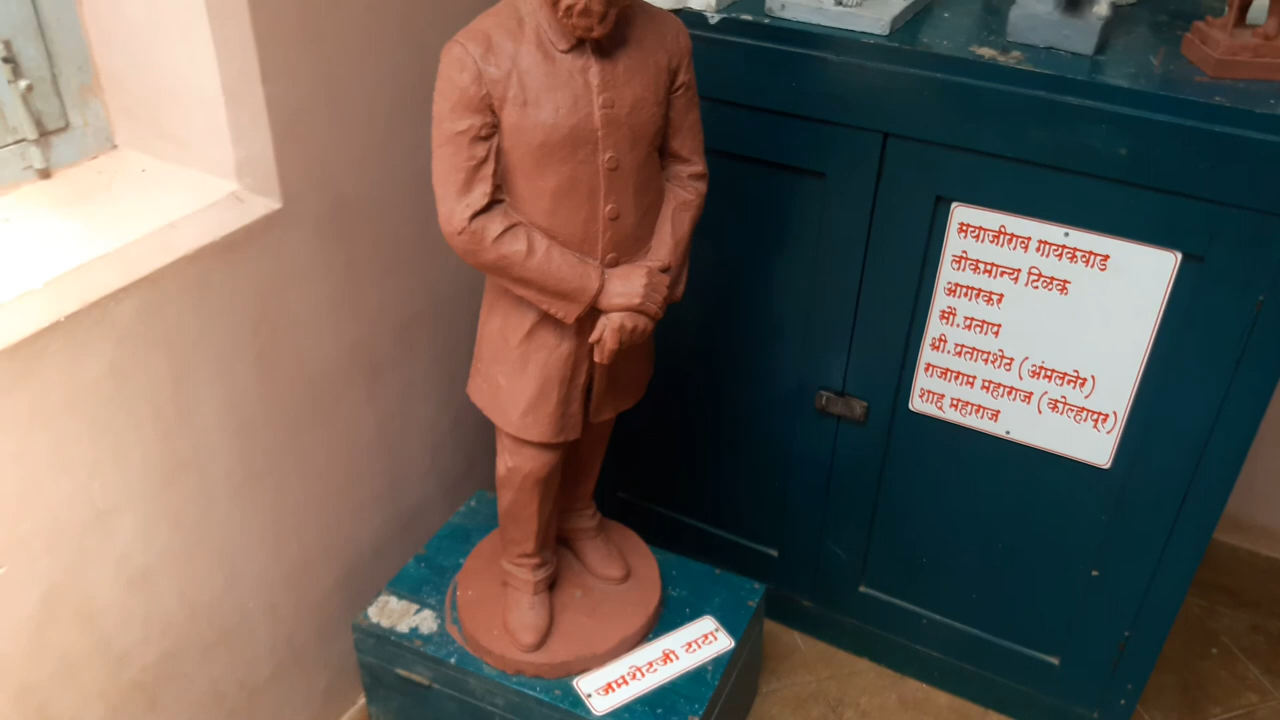 सयाजीराव गायकवाड
लोकमान्य टिळक
आगरकर
सौ.प्रताप
श्री.प्रतापशेठ (अंमलनेर)
राजाराम महाराज (कोल्हापूर)
शाहू महाराज
जमशेटजी टाटा